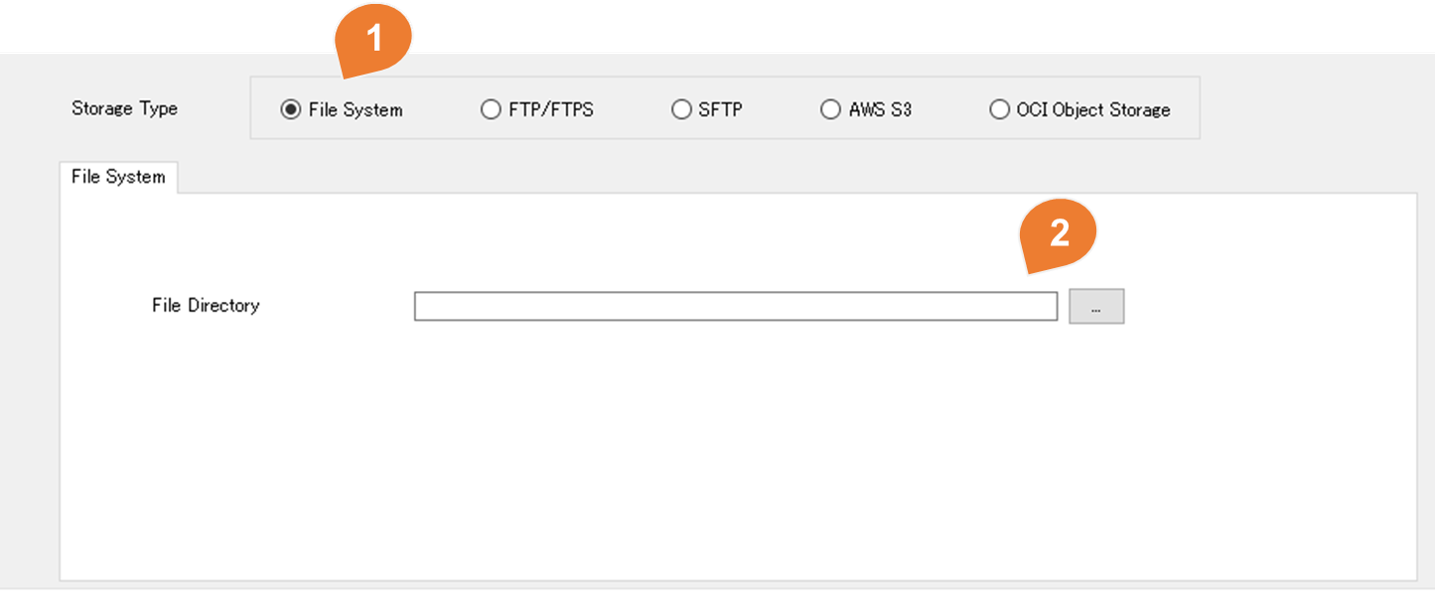 1
Storage Type File System FTP/FTPS SFTP AWS S3 OCI Object Storage
File System
2
File Directory ...